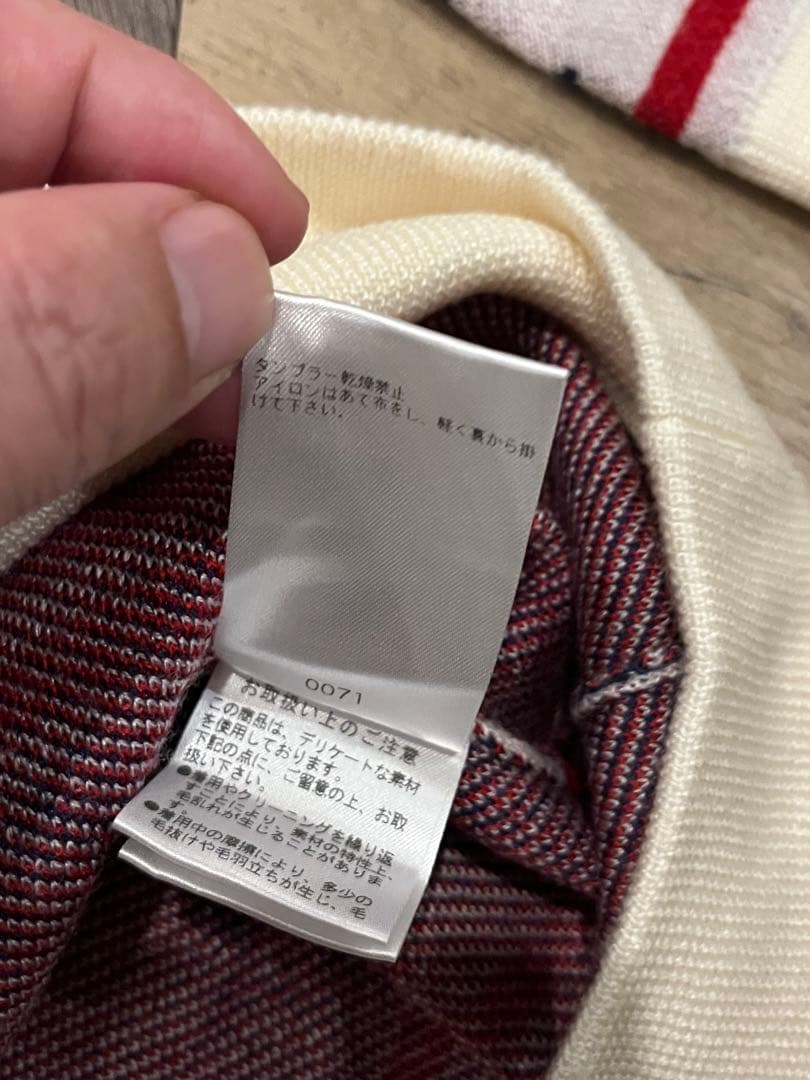 タンブラー乾燥禁止
アイロンはあて布をし、軽く裏から掛
けて下さい。
0071
お取扱い上のご注意
この商品は、デリケートな素材
を使用しております。
下記の点に、ご留意の上、お取
扱い下さい。
●着用やクリーニングを繰り返
すことにより、素材の特性上、
毛乱れが生じることがありま
す。
●着用中の摩擦により、多少の
毛抜けや毛羽立ちが生じ、毛